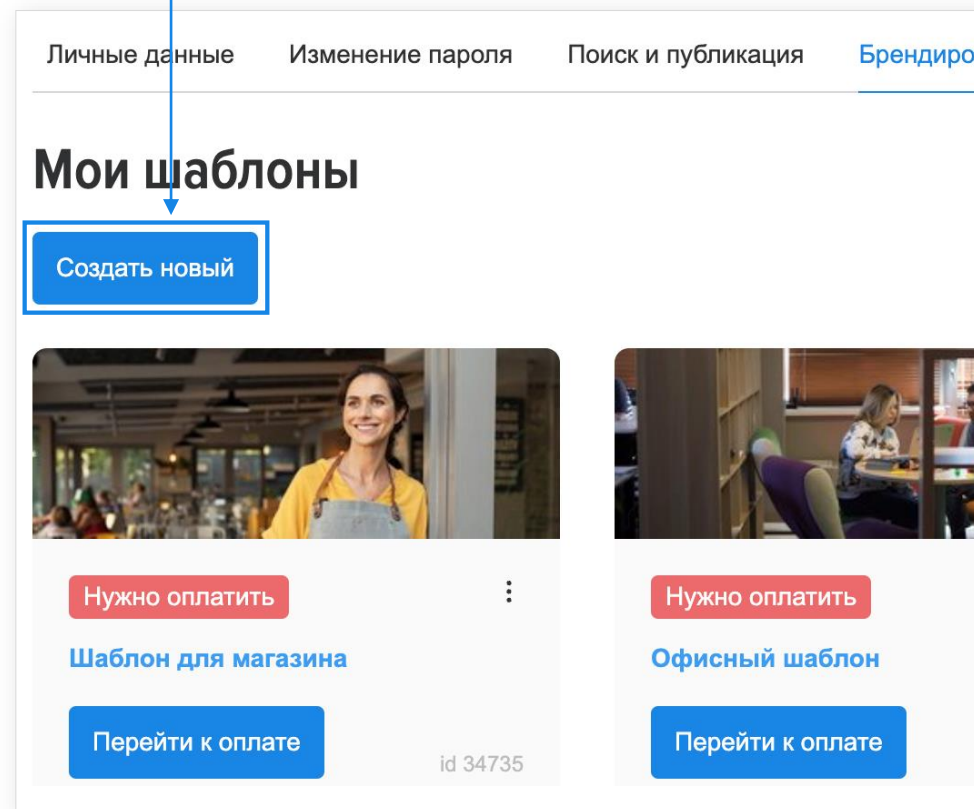 Личные данные Изменение пароля Поиск и публикация Брендиро
Мои шаблоны
Создать новый
Нужно оплатить
Шаблон для магазина
Перейти к оплате
id 34735
Нужно оплатить
Офисный шаблон
Перейти к оплате